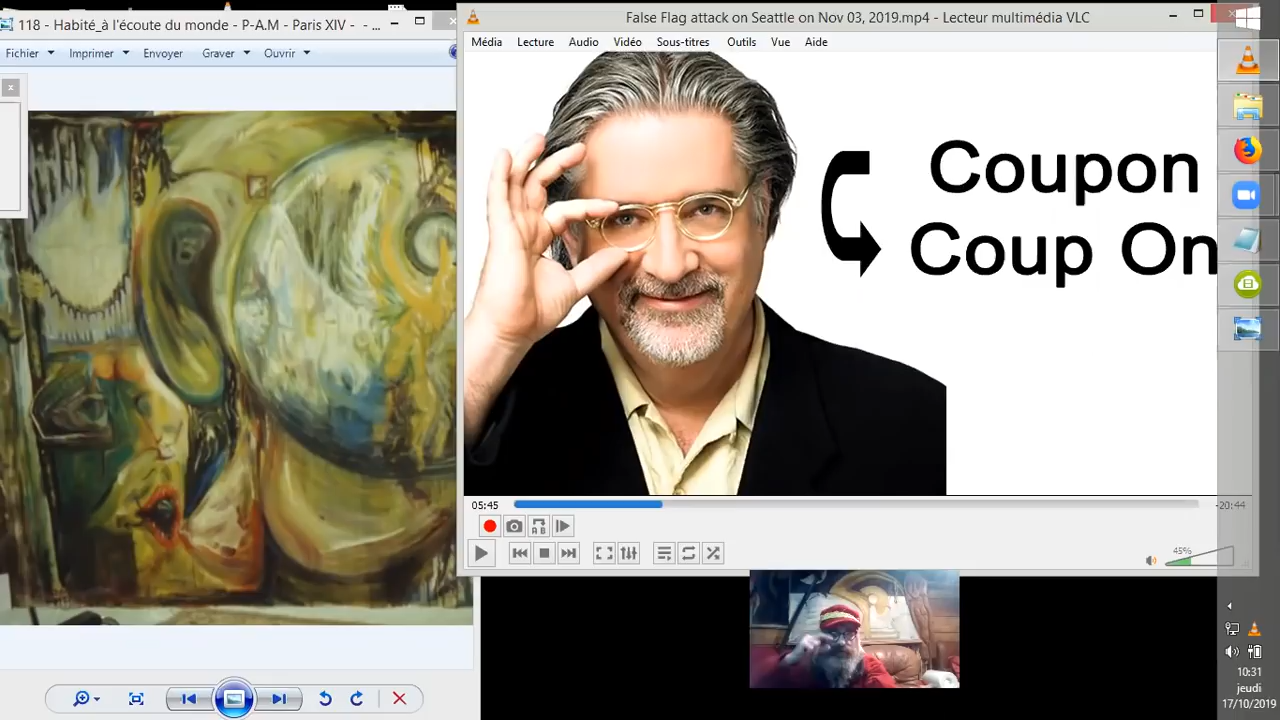 118 - Habité_à l'écoute du monde - P-A-M - Paris XIV - - ...
Fichier Imprimer Envoyer Graver Ouvrir
False Flag attack on Seattle on Nov 03, 2019.mp4 - Lecteur multimédia VLC
Média Lecture Audio Vidéo Sous-titres Outils Vue Aide
Coupon
Coup On
05:45
-20:44
A B
45%
10:31
jeudi
17/10/2019